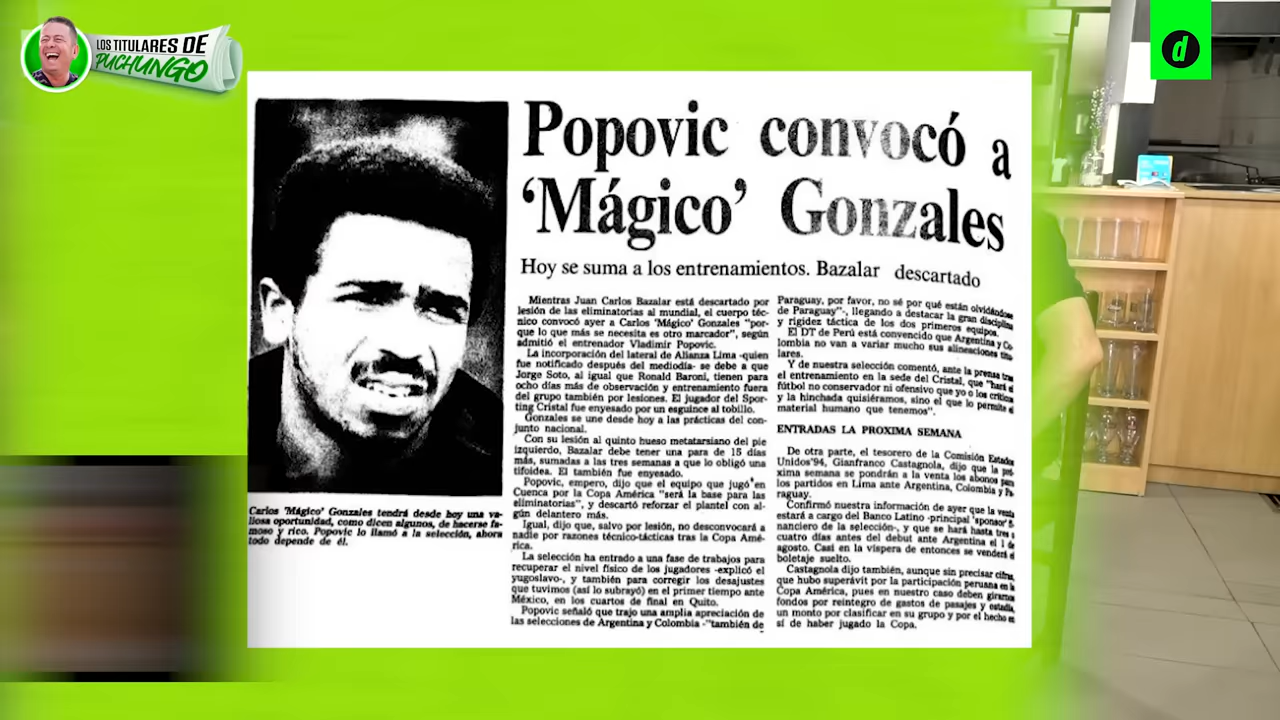 LOS TITULARES DE
PUCHUNGO
d
Popovic convocó a
‘Mágico’ Gonzales
Hoy se suma a los entrenamientos. Bazalar descartado
Mientras Juan Carlos Bazalar está descartado por
lesión de las eliminatorias al mundial, el cuerpo téc-
nico convocó ayer a Carlos ‘Mágico’ Gonzales "por-
que lo que más se necesita es otro marcador", según
admitió el entrenador Vladimir Popovic.
La incorporación del lateral de Alianza Lima -quien
fue notificado después del mediodía- se debe a que
Jorge Soto, al igual que Ronald Baroni, tienen para
ocho días más de observación y entrenamiento fuera
del grupo también por lesiones. El jugador del Spor-
ting Cristal fue enyesado por un esguince al tobillo.
Gonzales se une desde hoy a las prácticas del con-
junto nacional.
Con su lesión al quinto hueso metatarsiano del pie
izquierdo, Bazalar debe tener una para de 15 días
más, sumadas a las tres semanas a que lo obligó una
tifoidea. El también fue enyesado.
Popovic, empero, dijo que el equipo que jugó en
Cuenca por la Copa América "será la base para las
eliminatorias", y descartó reforzar el plantel con al-
gún delantero más.
Igual, dijo que, salvo por lesión, no desconvocará a
nadie por razones técnico-tácticas tras la Copa Amé-
rica.
La selección ha entrado a una fase de trabajos para
recuperar el nivel físico de los jugadores -explicó el
yugoslavo-, y también para corregir los desajustes
que tuvimos (así lo subrayó) en el primer tiempo ante
México, en los cuartos de final en Quito.
Popovic señaló que trajo una amplia apreciación de
las selecciones de Argentina y Colombia -"también de
Paraguay, por favor, no sé por qué están olvidándose
de Paraguay"-, llegando a destacar la gran disciplina
y rigidez táctica de los dos primeros equipos.
El DT de Perú está convencido que Argentina y Co-
lombia no van a variar mucho sus alineaciones titu-
lares.
Y de nuestra selección comentó, ante la prensa tras
el entrenamiento en la sede del Cristal, que "hará el
fútbol no conservador ni ofensivo que yo o los críticos
y la hinchada quisiéramos, sino el que lo permite el
material humano que tenemos".
ENTRADAS LA PROXIMA SEMANA
De otra parte, el tesorero de la Comisión Estados
Unidos'94, Gianfranco Castagnola, dijo que la pró-
xima semana se pondrán a la venta los abonos para
los partidos en Lima ante Argentina, Colombia y Pa-
raguay.
Confirmó nuestra información de ayer que la venta
estará a cargo del Banco Latino -principal 'sponsor' fi-
nanciero de la selección-, y que se hará hasta tres o
cuatro días antes del debut ante Argentina el 1 de
agosto. Casi en la víspera de entonces se venderá el
boletaje suelto.
Castagnola dijo también, aunque sin precisar cifras,
que hubo superávit por la participación peruana en la
Copa América, pues en nuestro caso deben girarnos
fondos por reintegro de gastos de pasajes y estadía,
un monto por clasificar en su grupo y por el hecho en
sí de haber jugado la Copa.
Carlos 'Mágico' Gonzales tendrá desde hoy una va-
liosa oportunidad, como dicen algunos, de hacerse fa-
moso y rico. Popovic lo llamó a la selección, ahora
todo depende de él.